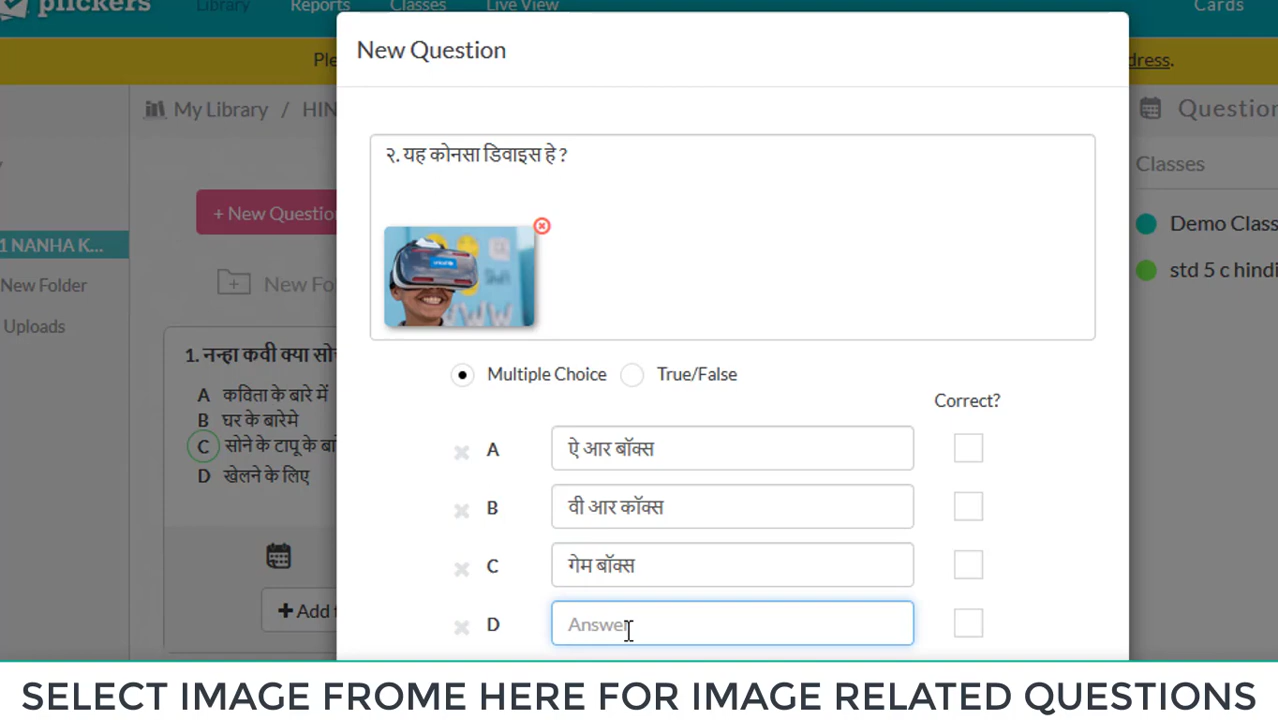 plickers
Library Reports Classes Live View Cards
New Question
Ple
dress.
My Library / HIN
Question
२. यह कोनसा डिवाइस हे ?
Classes
+ New Question
Demo Class
1 NANHA K...
std 5 c hindi
New Folder
New Fo
Uploads
1. नन्हा कवी क्या सोच
A कविता के बारे में
B घर के बारेमे
C सोने के टापू के बा
D खेलने के लिए
Multiple Choice True/False
Correct?
A ऐ आर बॉक्स
B वी आर कॉक्स
C गेम बॉक्स
D Answer
+ Add t
SELECT IMAGE FROME HERE FOR IMAGE RELATED QUESTIONS